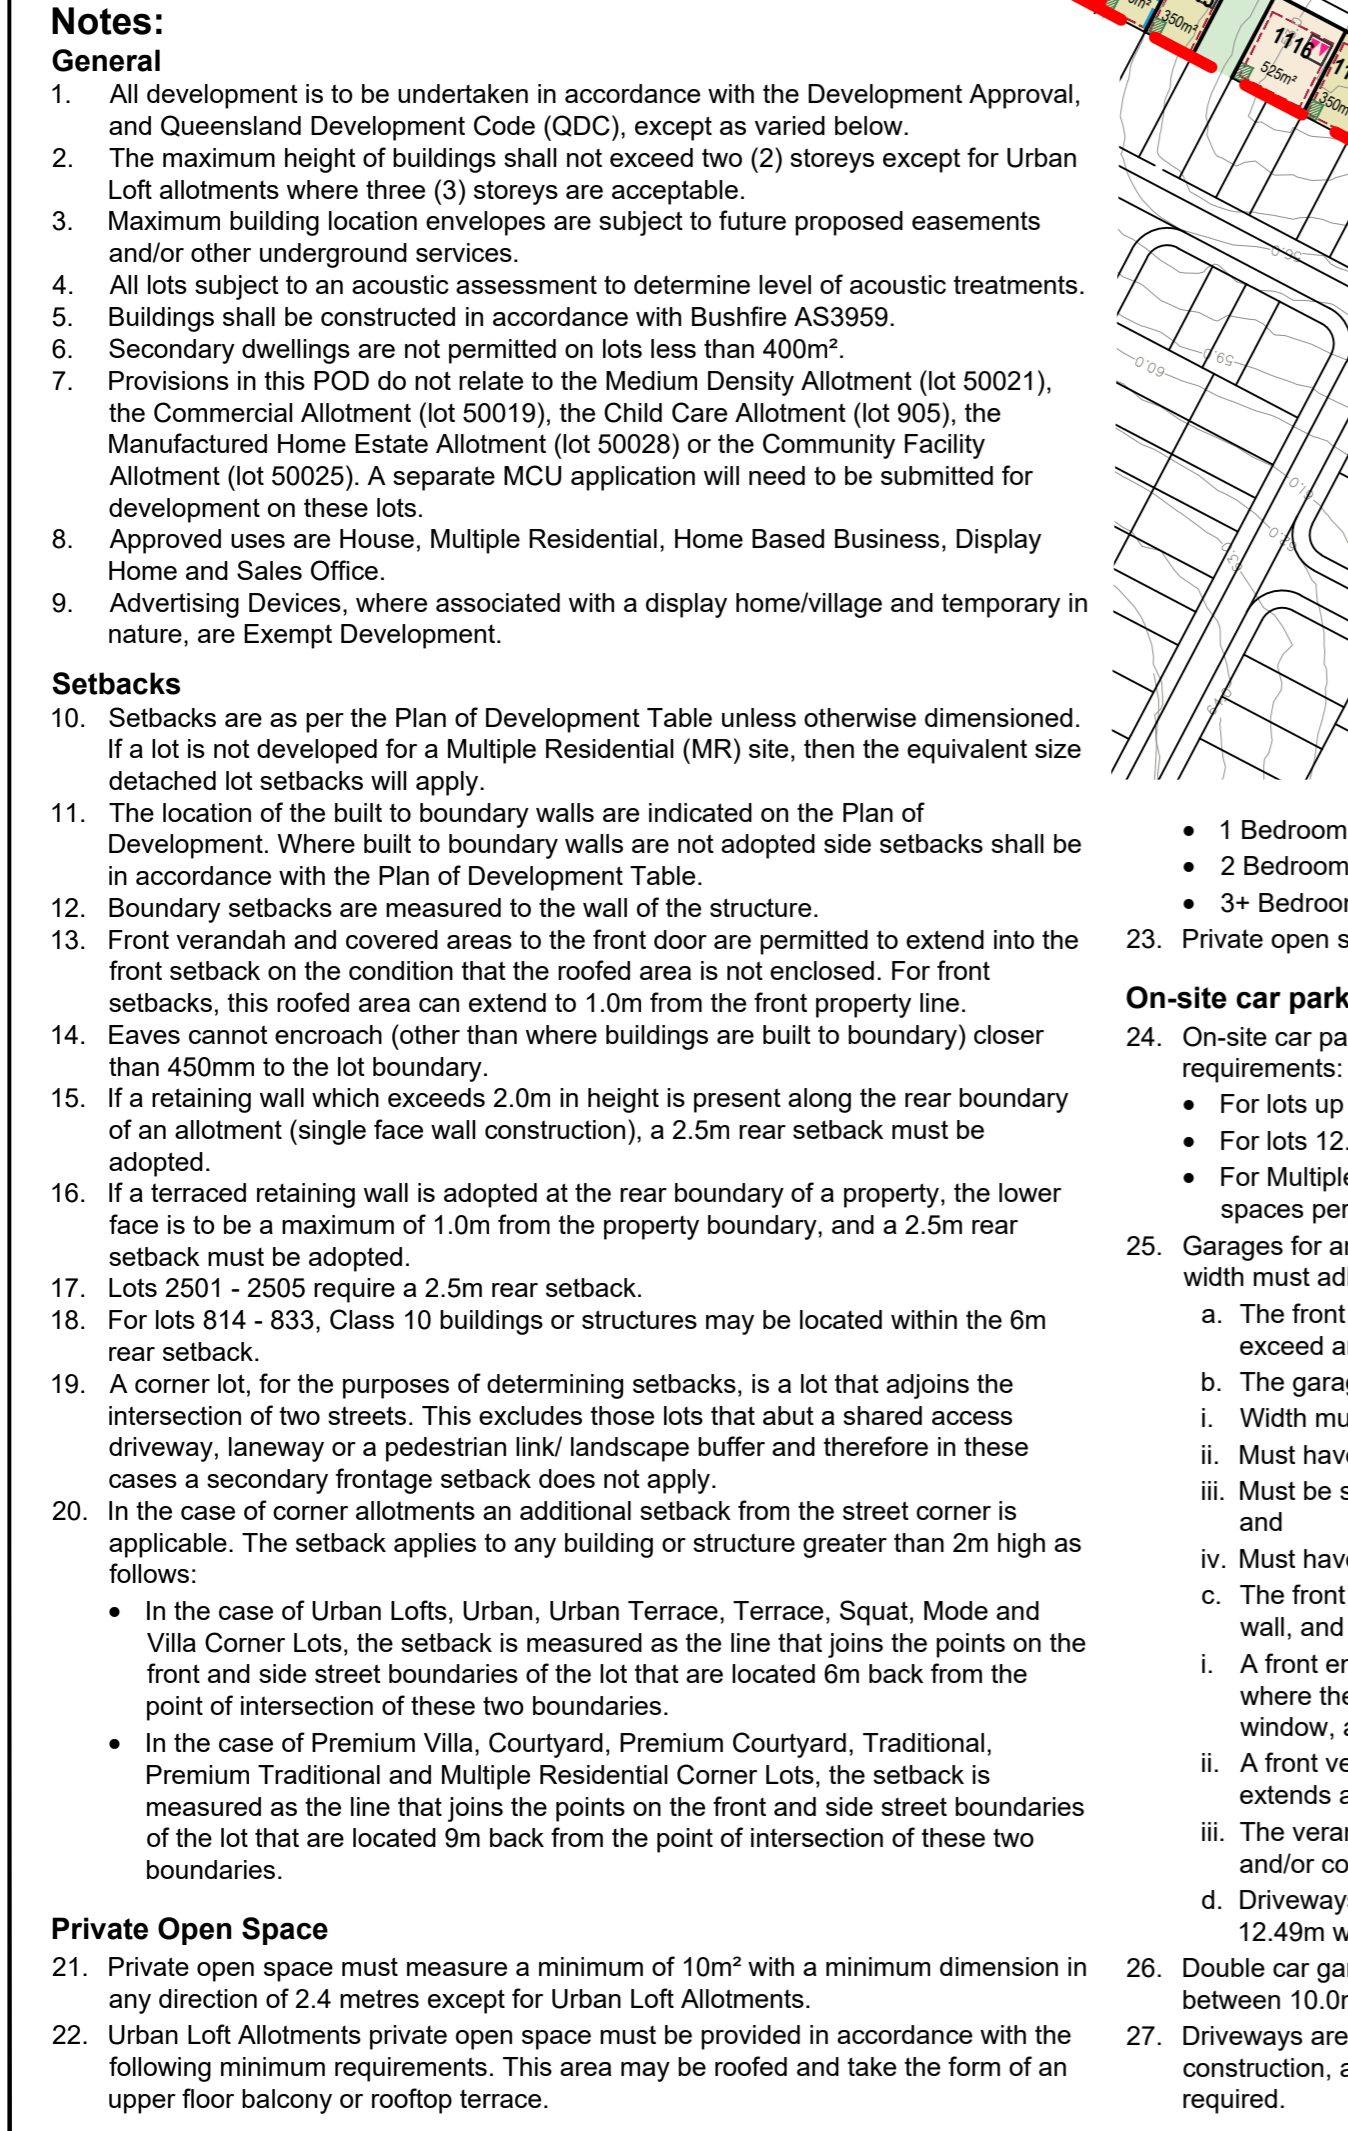 Notes:
General
1. All development is to be undertaken in accordance with the Development Approval,
and Queensland Development Code (QDC), except as varied below.
2. The maximum height of buildings shall not exceed two (2) storeys except for Urban
Loft allotments where three (3) storeys are acceptable.
3. Maximum building location envelopes are subject to future proposed easements
and/or other underground services.
4. All lots subject to an acoustic assessment to determine level of acoustic treatments.
5. Buildings shall be constructed in accordance with Bushfire AS3959.
6. Secondary dwellings are not permitted on lots less than 400m².
7. Provisions in this POD do not relate to the Medium Density Allotment (lot 50021),
the Commercial Allotment (lot 50019), the Child Care Allotment (lot 905), the
Manufactured Home Estate Allotment (lot 50028) or the Community Facility
Allotment (lot 50025). A separate MCU application will need to be submitted for
development on these lots.
8. Approved uses are House, Multiple Residential, Home Based Business, Display
Home and Sales Office.
9. Advertising Devices, where associated with a display home/village and temporary in
nature, are Exempt Development.
Setbacks
10. Setbacks are as per the Plan of Development Table unless otherwise dimensioned.
If a lot is not developed for a Multiple Residential (MR) site, then the equivalent size
detached lot setbacks will apply.
11. The location of the built to boundary walls are indicated on the Plan of
Development. Where built to boundary walls are not adopted side setbacks shall be
in accordance with the Plan of Development Table.
12. Boundary setbacks are measured to the wall of the structure.
13. Front verandah and covered areas to the front door are permitted to extend into the
front setback on the condition that the roofed area is not enclosed. For front
setbacks, this roofed area can extend to 1.0m from the front property line.
14. Eaves cannot encroach (other than where buildings are built to boundary) closer
than 450mm to the lot boundary.
15. If a retaining wall which exceeds 2.0m in height is present along the rear boundary
of an allotment (single face wall construction), a 2.5m rear setback must be
adopted.
16. If a terraced retaining wall is adopted at the rear boundary of a property, the lower
face is to be a maximum of 1.0m from the property boundary, and a 2.5m rear
setback must be adopted.
17. Lots 2501 - 2505 require a 2.5m rear setback.
18. For lots 814 - 833, Class 10 buildings or structures may be located within the 6m
rear setback.
19. A corner lot, for the purposes of determining setbacks, is a lot that adjoins the
intersection of two streets. This excludes those lots that abut a shared access
driveway, laneway or a pedestrian link/ landscape buffer and therefore in these
cases a secondary frontage setback does not apply.
20. In the case of corner allotments an additional setback from the street corner is
applicable. The setback applies to any building or structure greater than 2m high as
follows:
• In the case of Urban Lofts, Urban, Urban Terrace, Terrace, Squat, Mode and
Villa Corner Lots, the setback is measured as the line that joins the points on the
front and side street boundaries of the lot that are located 6m back from the
point of intersection of these two boundaries.
• In the case of Premium Villa, Courtyard, Premium Courtyard, Traditional,
Premium Traditional and Multiple Residential Corner Lots, the setback is
measured as the line that joins the points on the front and side street boundaries
of the lot that are located 9m back from the point of intersection of these two
boundaries.
Private Open Space
21. Private open space must measure a minimum of 10m² with a minimum dimension in
any direction of 2.4 metres except for Urban Loft Allotments.
22. Urban Loft Allotments private open space must be provided in accordance with the
following minimum requirements. This area may be roofed and take the form of an
upper floor balcony or rooftop terrace.
350m²
1116
525m²
350m
56.0
59.0
60.0
61.0
62.0
63.0
64.0
• 1 Bedroom
• 2 Bedroom
• 3+ Bedroo
23. Private open s
On-site car park
24. On-site car pa
requirements:
• For lots up
• For lots 12.
• For Multiple
spaces per
25. Garages for a
width must ad
a. The front
exceed a
b. The gara
i. Width mu
ii. Must have
iii. Must be s
and
iv. Must have
c. The front
wall, and
i. A front e
where the
window, a
ii. A front ve
extends a
iii. The vera
and/or co
d. Driveways
12.49m w
26. Double car ga
between 10.0
27. Driveways are
construction, a
required.